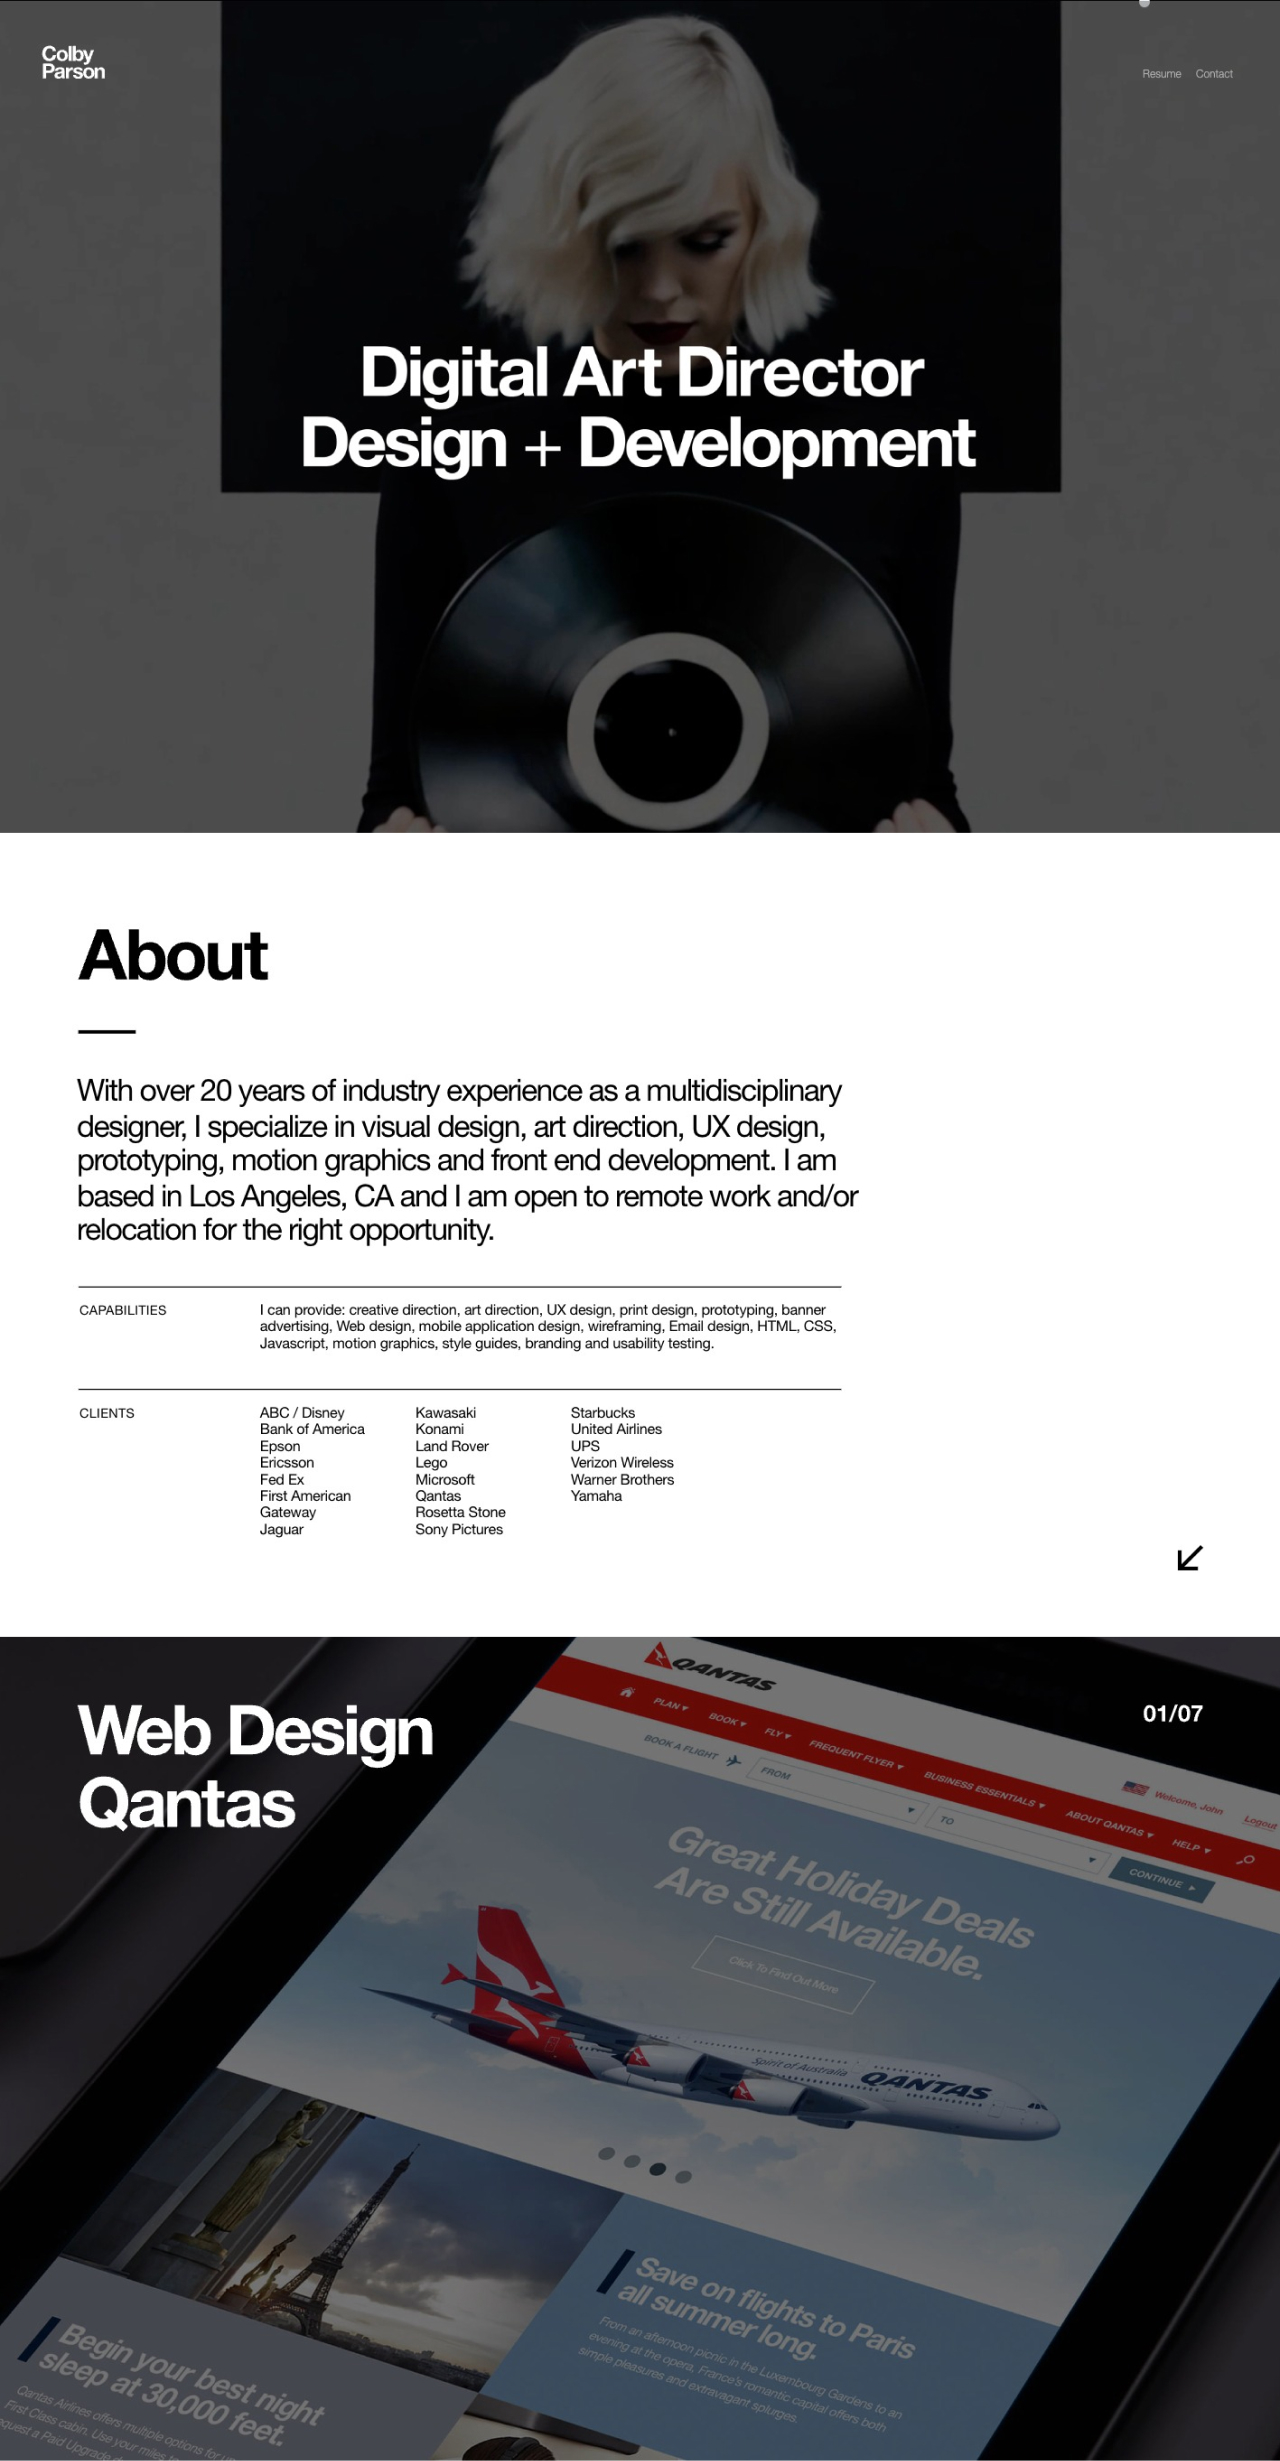 Colby
Parson
Resume Contact
Digital Art Director
Design + Development
About
With over 20 years of industry experience as a multidisciplinary
designer, I specialize in visual design, art direction, UX design,
prototyping, motion graphics and front end development. I am
based in Los Angeles, CA and I am open to remote work and/or
relocation for the right opportunity.
CAPABILITIES
I can provide: creative direction, art direction, UX design, print design, prototyping, banner
advertising, Web design, mobile application design, wireframing, Email design, HTML, CSS,
Javascript, motion graphics, style guides, branding and usability testing.
CLIENTS
ABC / Disney
Bank of America
Epson
Ericsson
Fed Ex
First American
Gateway
Jaguar
Kawasaki
Konami
Land Rover
Lego
Microsoft
Qantas
Rosetta Stone
Sony Pictures
Starbucks
United Airlines
UPS
Verizon Wireless
Warner Brothers
Yamaha
Web Design
Qantas
01/07
QANTAS
Welcome, John Logout
PLAN BOOK FLY FREQUENT FLYER BUSINESS ESSENTIALS ABOUT QANTAS HELP
BOOK A FLIGHT FROM TO CONTINUE
Great Holiday Deals
Are Still Available.
Click To Find Out More
Spirit of Australia QANTAS
Save on flights to Paris
all summer long.
From an afternoon picnic in the Luxembourg Gardens to an
evening at the opera, France's romantic capital offers both
simple pleasures and extravagant splurges.
Begin your best night
sleep at 30,000 feet.
Qantas Airlines offers multiple options for
First Class cabin. Use your miles
a Paid Upgrade